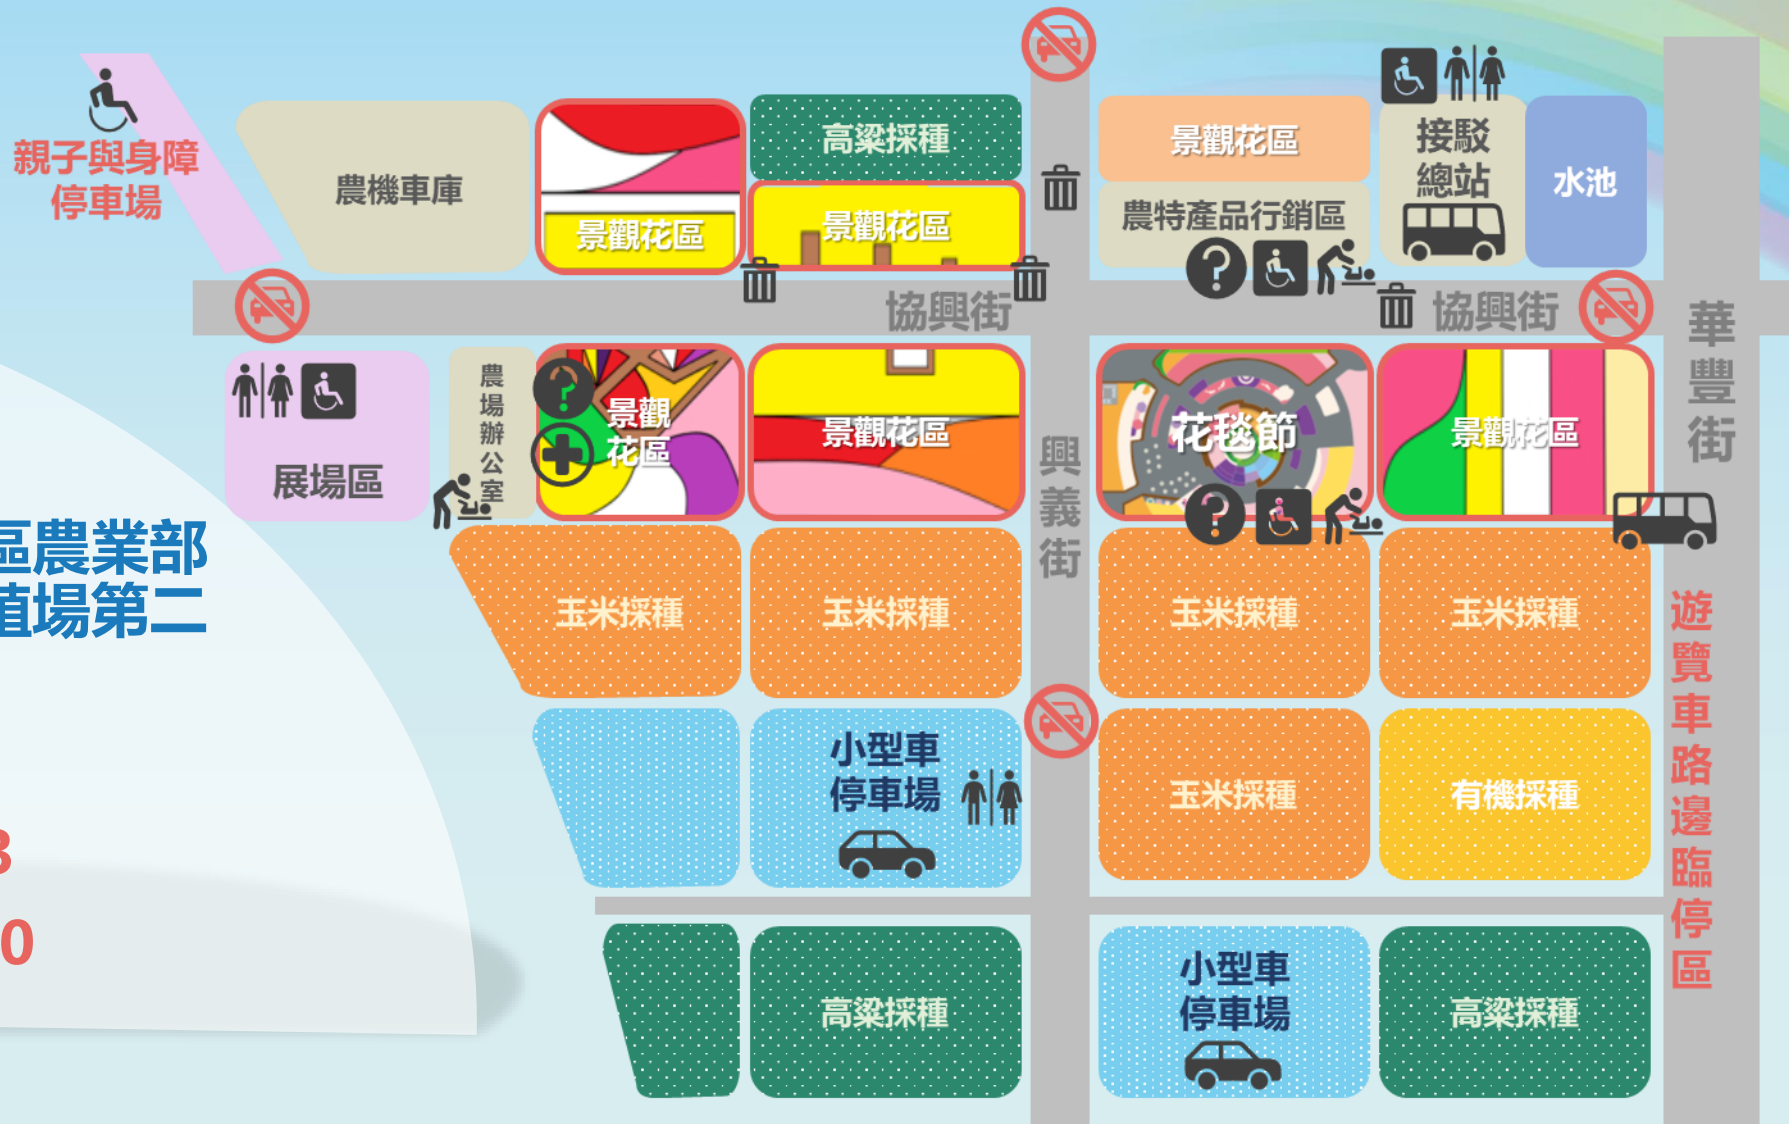 親子與身障
停車場
農機車庫
景觀花區
高粱採種
景觀花區
景觀花區
農特產品行銷區
接駁
總站
水池
協興街
協興街
華豐街
展場區
農場辦公室
景觀
花區
景觀花區
興義街
花毯節
景觀花區
區農業部
殖場第二
玉米採種
玉米採種
玉米採種
玉米採種
遊覽車路邊臨停區
小型車
停車場
玉米採種
有機採種
3
0
高粱採種
小型車
停車場
高粱採種